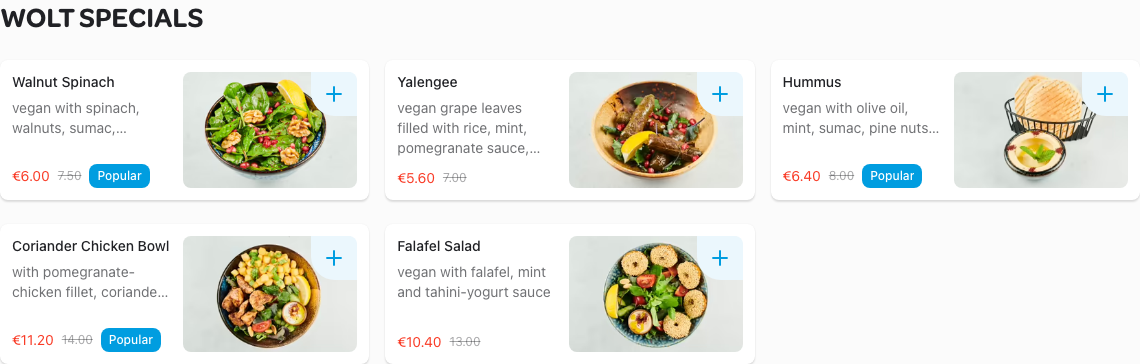 WOLT SPECIALS
Walnut Spinach
vegan with spinach,
walnuts, sumac,...
€6.00 7.50 Popular
Yalengee
vegan grape leaves
filled with rice, mint,
pomegranate sauce,...
€5.60 7.00
Hummus
vegan with olive oil,
mint, sumac, pine nuts...
€6.40 8.00 Popular
Coriander Chicken Bowl
with pomegranate-
chicken fillet, coriande...
€11.20 14.00 Popular
Falafel Salad
vegan with falafel, mint
and tahini-yogurt sauce
€10.40 13.00